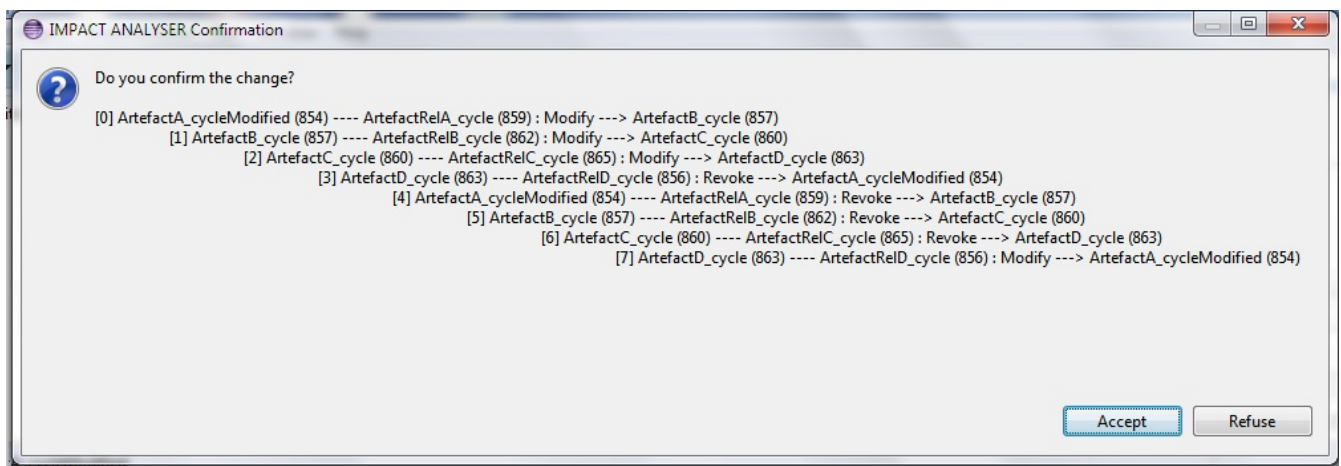 IMPACT ANALYSER Confirmation
Do you confirm the change?
[0] ArtefactA_cycleModified (854) ---- ArtefactRelA_cycle (859) : Modify ---> ArtefactB_cycle (857)
[1] ArtefactB_cycle (857) ---- ArtefactRelB_cycle (862) : Modify ---> ArtefactC_cycle (860)
[2] ArtefactC_cycle (860) ---- ArtefactRelC_cycle (865) : Modify ---> ArtefactD_cycle (863)
[3] ArtefactD_cycle (863) ---- ArtefactRelD_cycle (856) : Revoke ---> ArtefactA_cycleModified (854)
[4] ArtefactA_cycleModified (854) ---- ArtefactRelA_cycle (859) : Revoke ---> ArtefactB_cycle (857)
[5] ArtefactB_cycle (857) ---- ArtefactRelB_cycle (862) : Revoke ---> ArtefactC_cycle (860)
[6] ArtefactC_cycle (860) ---- ArtefactRelC_cycle (865) : Revoke ---> ArtefactD_cycle (863)
[7] ArtefactD_cycle (863) ---- ArtefactRelD_cycle (856) : Modify ---> ArtefactA_cycleModified (854)
Accept Refuse